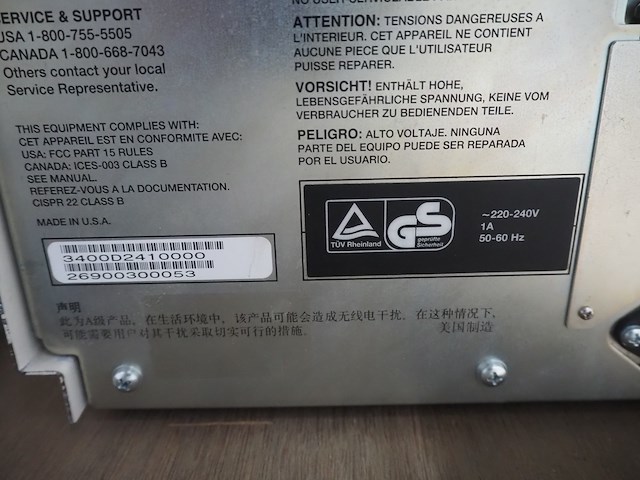 SERVICE & SUPPORT
USA 1-800-755-5505
CANADA 1-800-668-7043
Others contact your local
Service Representative.
THIS EQUIPMENT COMPLIES WITH:
CET APPAREIL EST EN CONFORMITE AVEC:
USA: FCC PART 15 RULES
CANADA: ICES-003 CLASS B
SEE MANUAL.
REFEREZ-VOUS A LA DOCUMENTATION.
CISPR 22 CLASS B
MADE IN U.S.A.
3400D2410000
26900300053
ATTENTION: TENSIONS DANGEREUSES A
L'INTERIEUR. CET APPAREIL NE CONTIENT
AUCUNE PIECE QUE L'UTILISATEUR
PUISSE REPARER.
VORSICHT! ENTHÄLT HOHE,
LEBENSGEFÄHRLICHE SPANNUNG, KEINE VOM
VERBRAUCHER ZU BEDIENENDEN TEILE.
PELIGRO: ALTO VOLTAJE. NINGUNA
PARTE DEL EQUIPO PUEDE SER REPARADA
POR EL USUARIO.
TÜV Rheinland
GS
geprüfte
Sicherheit
~220-240V
1A
50-60 Hz
声明
此为A级产品，在生活环境中，该产品可能会造成无线电干扰。在这种情况下，
可能需要用户对其干扰采取切实可行的措施。
美国制造